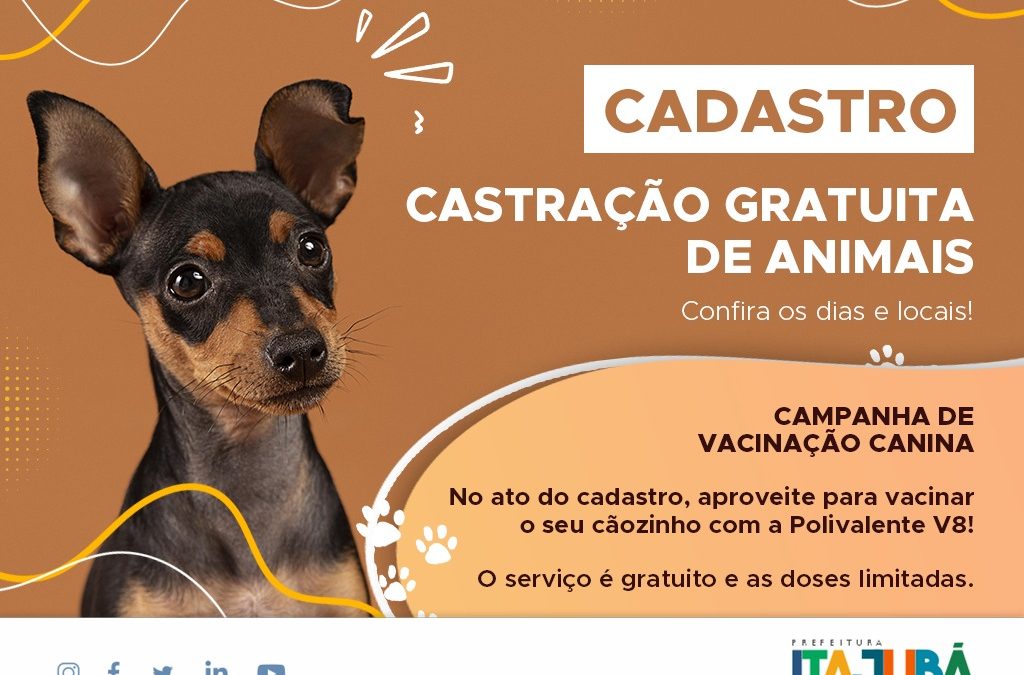 CADASTRO
CASTRAÇÃO GRATUITA
DE ANIMAIS
Confira os dias e locais!
CAMPANHA DE
VACINAÇÃO CANINA
No ato do cadastro, aproveite para vacinar
o seu cãozinho com a Polivalente V8!
O serviço é gratuito e as doses limitadas.
PREFEITURA
ITAJUBÁ